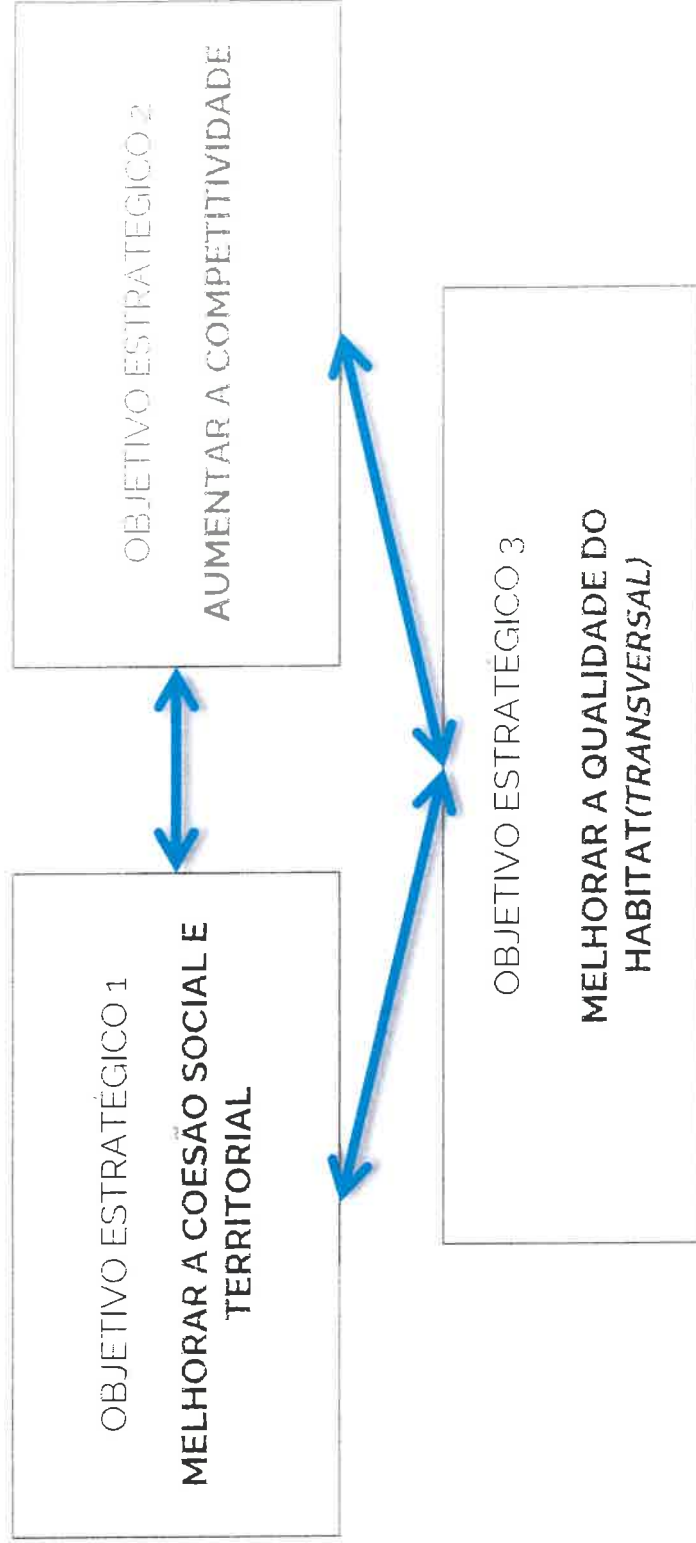 OBJETIVO ESTRATÉGICO 1
MELHORAR A COESÃO SOCIAL E
TERRITORIAL
OBJETIVO ESTRATEGICO 2
AUMENTAR A COMPETITIVIDADE
OBJETIVO ESTRATÉGICO 3
MELHORAR A QUALIDADE DO
HABITAT(TRANSVERSAL)